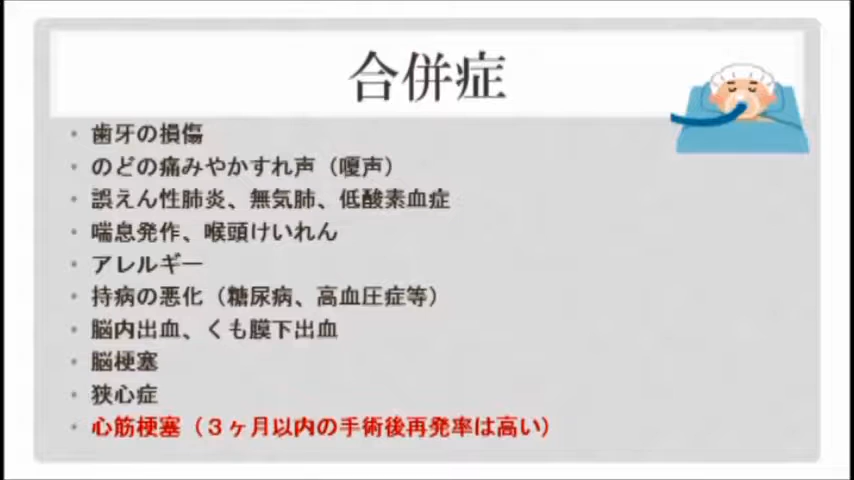 合併症
• 歯牙の損傷
• のどの痛みやかすれ声（嗄声）
• 誤えん性肺炎、無気肺、低酸素血症
• 喘息発作、喉頭けいれん
• アレルギー
• 持病の悪化（糖尿病、高血圧症等）
• 脳内出血、くも膜下出血
• 脳梗塞
• 狭心症
• 心筋梗塞（３ヶ月以内の手術後再発率は高い）